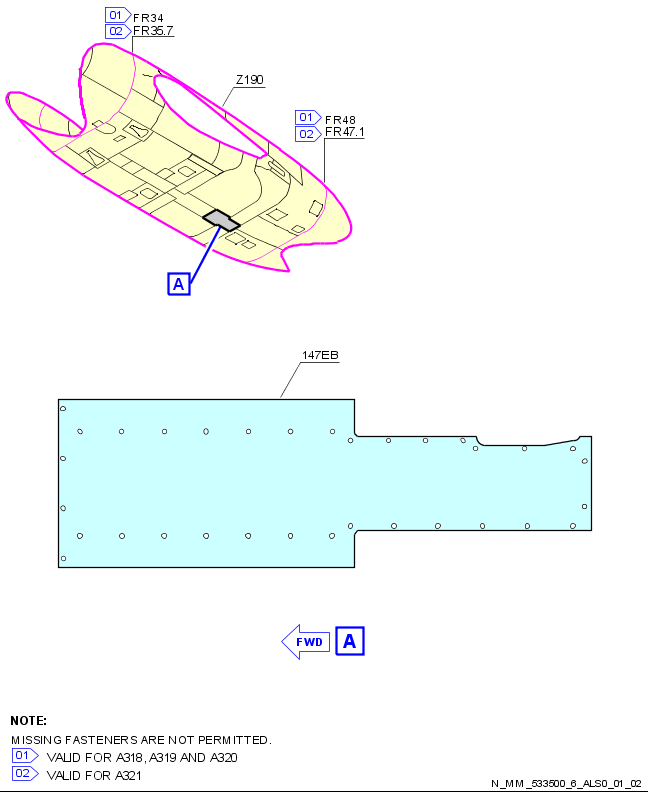 01 FR34
02 FR35.7
Z190
01 FR48
02 FR47.1
A
147EB
FWD A
NOTE:
MISSING FASTENERS ARE NOT PERMITTED.
01 VALID FOR A318, A319 AND A320
02 VALID FOR A321
N_MM_533500_6_ALS0_01_02